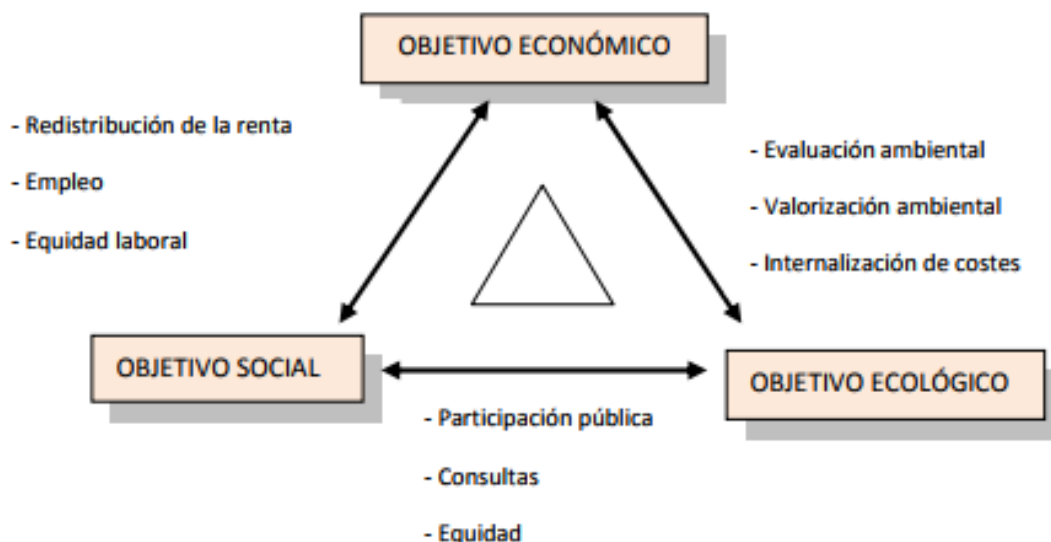 OBJETIVO ECONÓMICO
- Redistribución de la renta
- Empleo
- Equidad laboral
- Evaluación ambiental
- Valorización ambiental
- Internalización de costes
OBJETIVO SOCIAL
OBJETIVO ECOLÓGICO
- Participación pública
- Consultas
- Equidad